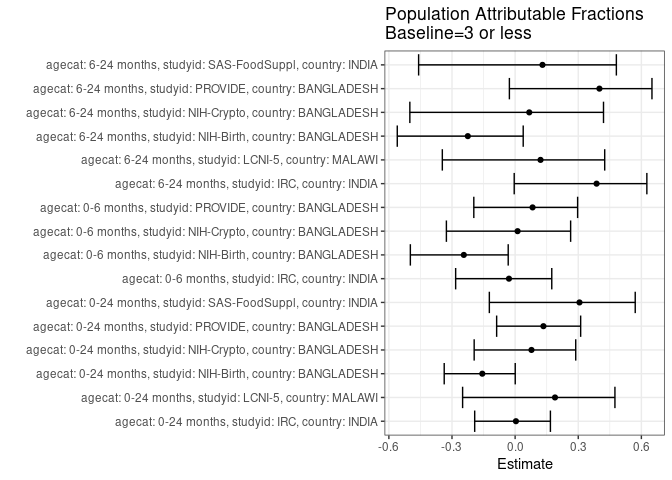 Population Attributable Fractions
Baseline=3 or less
agecat: 6-24 months, studyid: SAS-FoodSuppl, country: INDIA
agecat: 6-24 months, studyid: PROVIDE, country: BANGLADESH
agecat: 6-24 months, studyid: NIH-Crypto, country: BANGLADESH
agecat: 6-24 months, studyid: NIH-Birth, country: BANGLADESH
agecat: 6-24 months, studyid: LCNI-5, country: MALAWI
agecat: 6-24 months, studyid: IRC, country: INDIA
agecat: 0-6 months, studyid: PROVIDE, country: BANGLADESH
agecat: 0-6 months, studyid: NIH-Crypto, country: BANGLADESH
agecat: 0-6 months, studyid: NIH-Birth, country: BANGLADESH
agecat: 0-6 months, studyid: IRC, country: INDIA
agecat: 0-24 months, studyid: SAS-FoodSuppl, country: INDIA
agecat: 0-24 months, studyid: PROVIDE, country: BANGLADESH
agecat: 0-24 months, studyid: NIH-Crypto, country: BANGLADESH
agecat: 0-24 months, studyid: NIH-Birth, country: BANGLADESH
agecat: 0-24 months, studyid: LCNI-5, country: MALAWI
agecat: 0-24 months, studyid: IRC, country: INDIA
-0.6 -0.3 0.0 0.3 0.6
Estimate